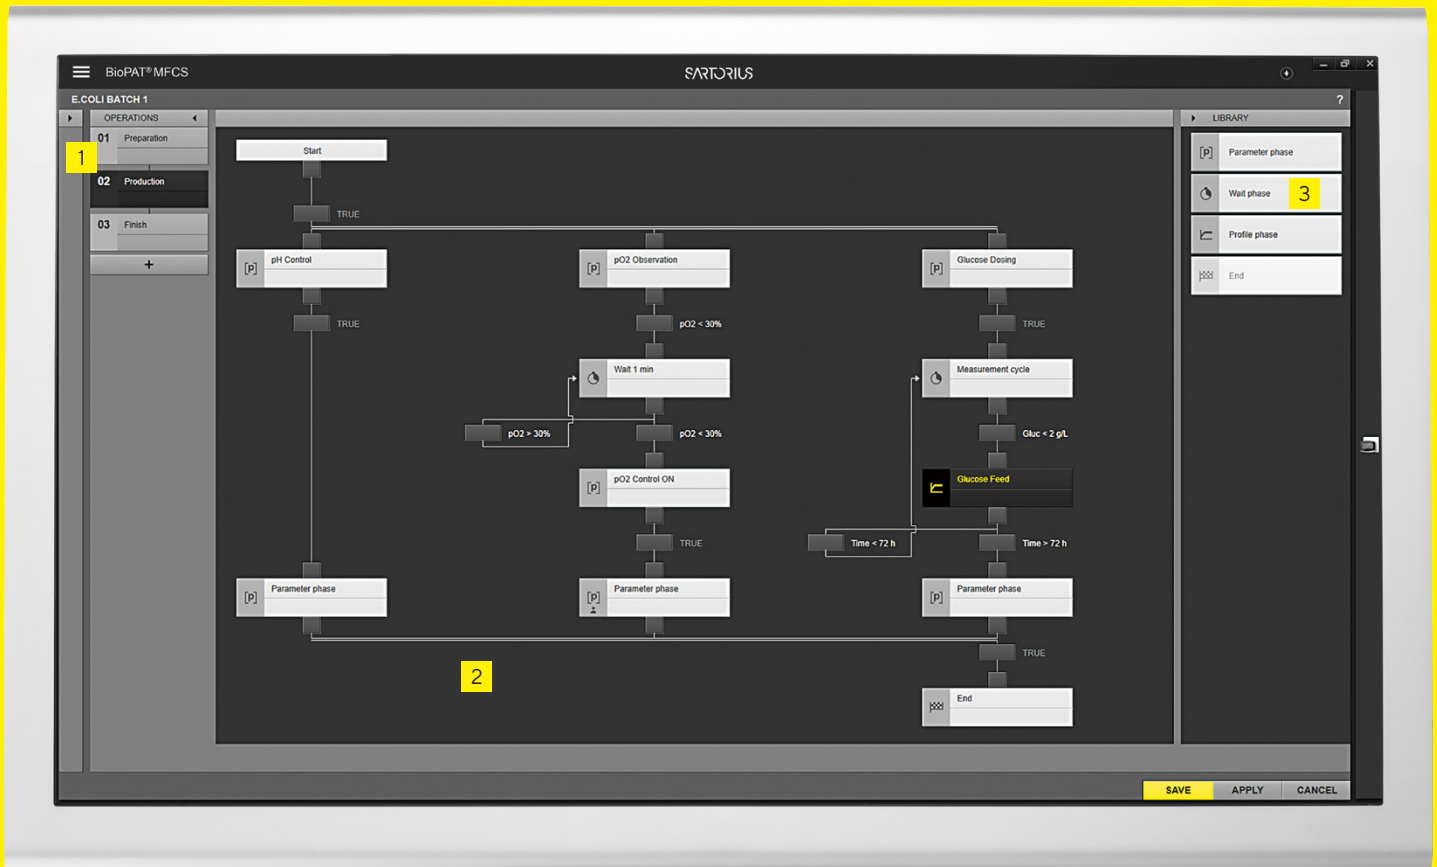 BioPAT® MFCS
SARTORIUS
E.COLI BATCH 1
?
OPERATIONS
LIBRARY
01 Preparation
1
02 Production
03 Finish
+
Start
TRUE
pH Control
pO2 Observation
Glucose Dosing
TRUE
pO2 < 30%
TRUE
Wait 1 min
Measurement cycle
pO2 > 30%
pO2 < 30%
Gluc < 2 g/L
[p] pO2 Control ON
Glucose Feed
TRUE
Time < 72 h
Time > 72 h
[p] Parameter phase
[p] Parameter phase
[p] Parameter phase
TRUE
2
End
[p] Parameter phase
Wait phase
3
Profile phase
End
SAVE
APPLY
CANCEL